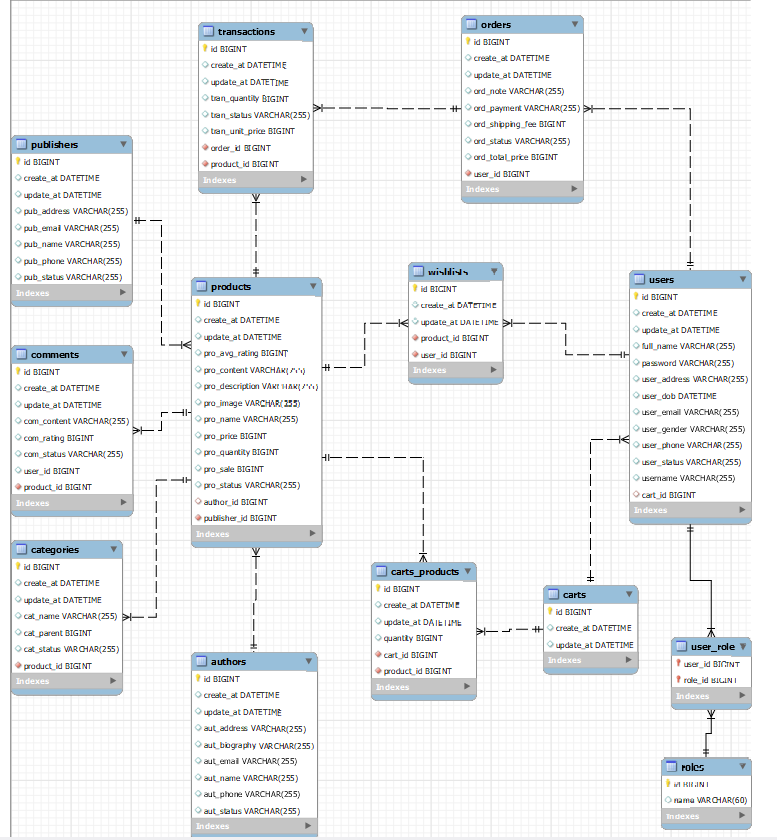 transactions
id BIGINT
create_at DATETIME
update_at DATETIME
tran_quantity BIGINT
tran_status VARCHAR(255)
tran_unit_price BIGINT
order_id BIGINT
product_id BIGINT
Indexes
orders
id BIGINT
create_at DATETIME
update_at DATETIME
ord_note VARCHAR(255)
ord_payment VARCHAR(255)
ord_shipping_fee BIGINT
ord_status VARCHAR(255)
ord_total_price BIGINT
user_id BIGINT
Indexes
publishers
id BIGINT
create_at DATETIME
update_at DATETIME
pub_address VARCHAR(255)
pub_email VARCHAR(255)
pub_name VARCHAR(255)
pub_phone VARCHAR(255)
pub_status VARCHAR(255)
Indexes
products
id BIGINT
create_at DATETIME
update_at DATETIME
pro_avg_rating BIGINT
pro_content VARCHAR(255)
pro_description VARCHAR(255)
pro_image VARCHAR(255)
pro_name VARCHAR(255)
pro_price BIGINT
pro_quantity BIGINT
pro_sale BIGINT
pro_status VARCHAR(255)
author_id BIGINT
publisher_id BIGINT
Indexes
wishlists
id BIGINT
create_at DATETIME
update_at DATETIME
product_id BIGINT
user_id BIGINT
Indexes
users
id BIGINT
create_at DATETIME
update_at DATETIME
full_name VARCHAR(255)
password VARCHAR(255)
user_address VARCHAR(255)
user_dob DATETIME
user_email VARCHAR(255)
user_gender VARCHAR(255)
user_phone VARCHAR(255)
user_status VARCHAR(255)
username VARCHAR(255)
cart_id BIGINT
Indexes
comments
id BIGINT
create_at DATETIME
update_at DATETIME
com_content VARCHAR(255)
com_rating BIGINT
com_status VARCHAR(255)
user_id BIGINT
product_id BIGINT
Indexes
categories
id BIGINT
create_at DATETIME
update_at DATETIME
cat_name VARCHAR(255)
cat_parent BIGINT
cat_status VARCHAR(255)
product_id BIGINT
Indexes
carts_products
id BIGINT
create_at DATETIME
update_at DATETIME
quantity BIGINT
cart_id BIGINT
product_id BIGINT
Indexes
carts
id BIGINT
create_at DATETIME
update_at DATETIME
Indexes
authors
id BIGINT
create_at DATETIME
update_at DATETIME
aut_address VARCHAR(255)
aut_biography VARCHAR(255)
aut_email VARCHAR(255)
aut_name VARCHAR(255)
aut_phone VARCHAR(255)
aut_status VARCHAR(255)
Indexes
user_role
user_id BIGINT
role_id BIGINT
Indexes
roles
id BIGINT
name VARCHAR(60)
Indexes